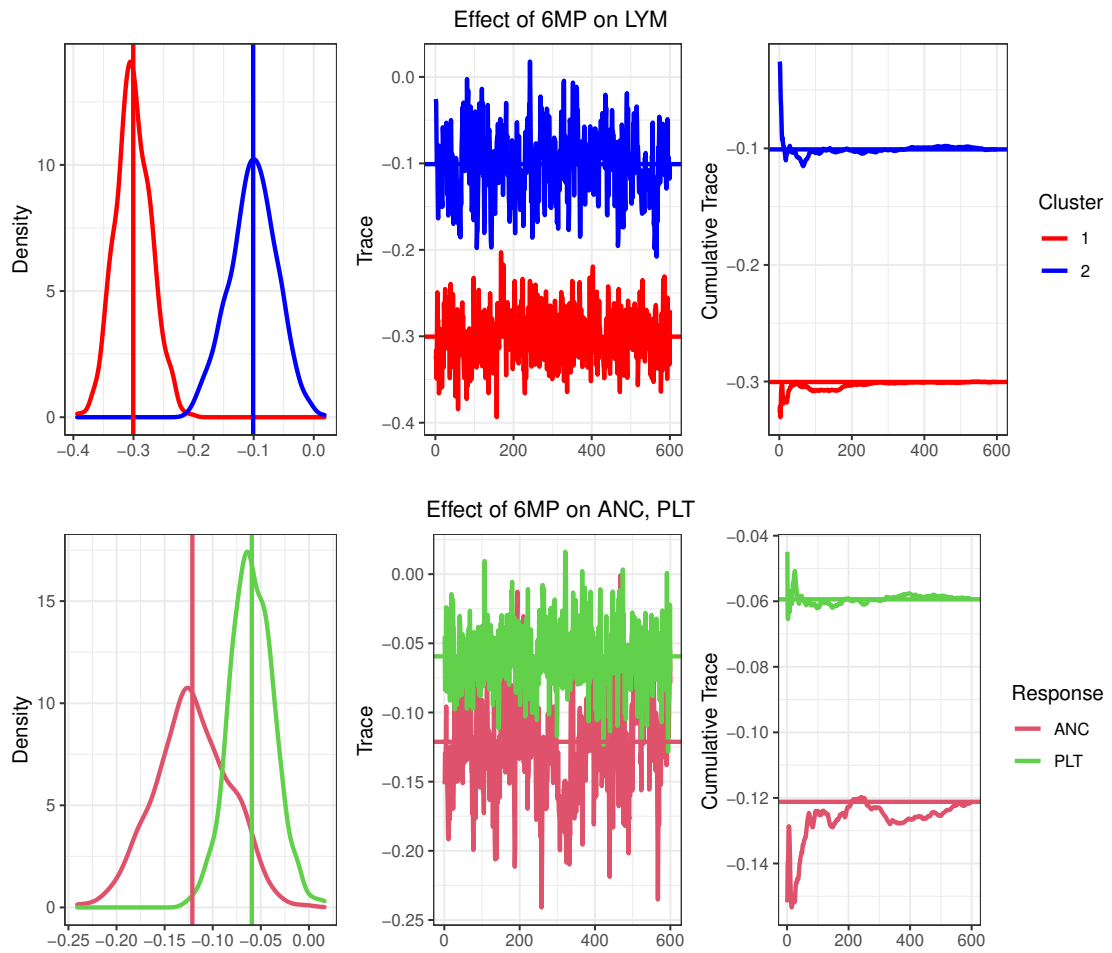 Effect of 6MP on LYM
Density
10
5
0
−0.4 −0.3 −0.2 −0.1 0.0
Trace
0.0
−0.1
−0.2
−0.3
−0.4
0 200 400 600
Cumulative Trace
−0.1
−0.2
−0.3
0 200 400 600
Cluster
1
2
Effect of 6MP on ANC, PLT
Density
15
10
5
0
−0.25 −0.20 −0.15 −0.10 −0.05 0.00
Trace
0.00
−0.05
−0.10
−0.15
−0.20
−0.25
0 200 400 600
Cumulative Trace
−0.04
−0.06
−0.08
−0.10
−0.12
−0.14
0 200 400 600
Response
ANC
PLT